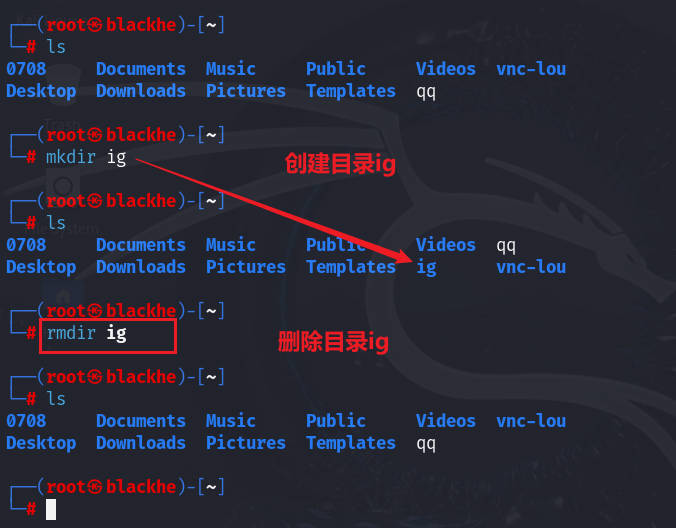 ┌──(root㉿blackhe)-[~]
└─# ls
0708 Documents Music Public Videos vnc-lou
Desktop Downloads Pictures Templates qq
┌──(root㉿blackhe)-[~]
└─# mkdir ig
创建目录ig
┌──(root㉿blackhe)-[~]
└─# ls
0708 Documents Music Public Videos qq
Desktop Downloads Pictures Templates ig vnc-lou
┌──(root㉿blackhe)-[~]
└─# rmdir ig
删除目录ig
┌──(root㉿blackhe)-[~]
└─# ls
0708 Documents Music Public Videos vnc-lou
Desktop Downloads Pictures Templates qq
┌──(root㉿blackhe)-[~]
└─#